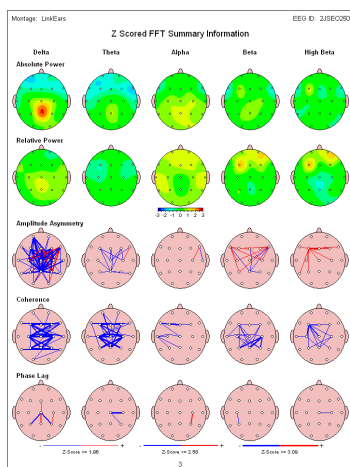 Montage: LinkEars EEG ID: 2JSEO250
Z Scored FFT Summary Information
Delta Theta Alpha Beta High Beta
Absolute Power
Relative Power
-3 -2 -1 0 1 2 3
Amplitude Asymmetry
Coherence
Phase Lag
- + - + - +
Z-Score >= 1.96 Z-Score >= 2.58 Z-Score >= 3.09
3